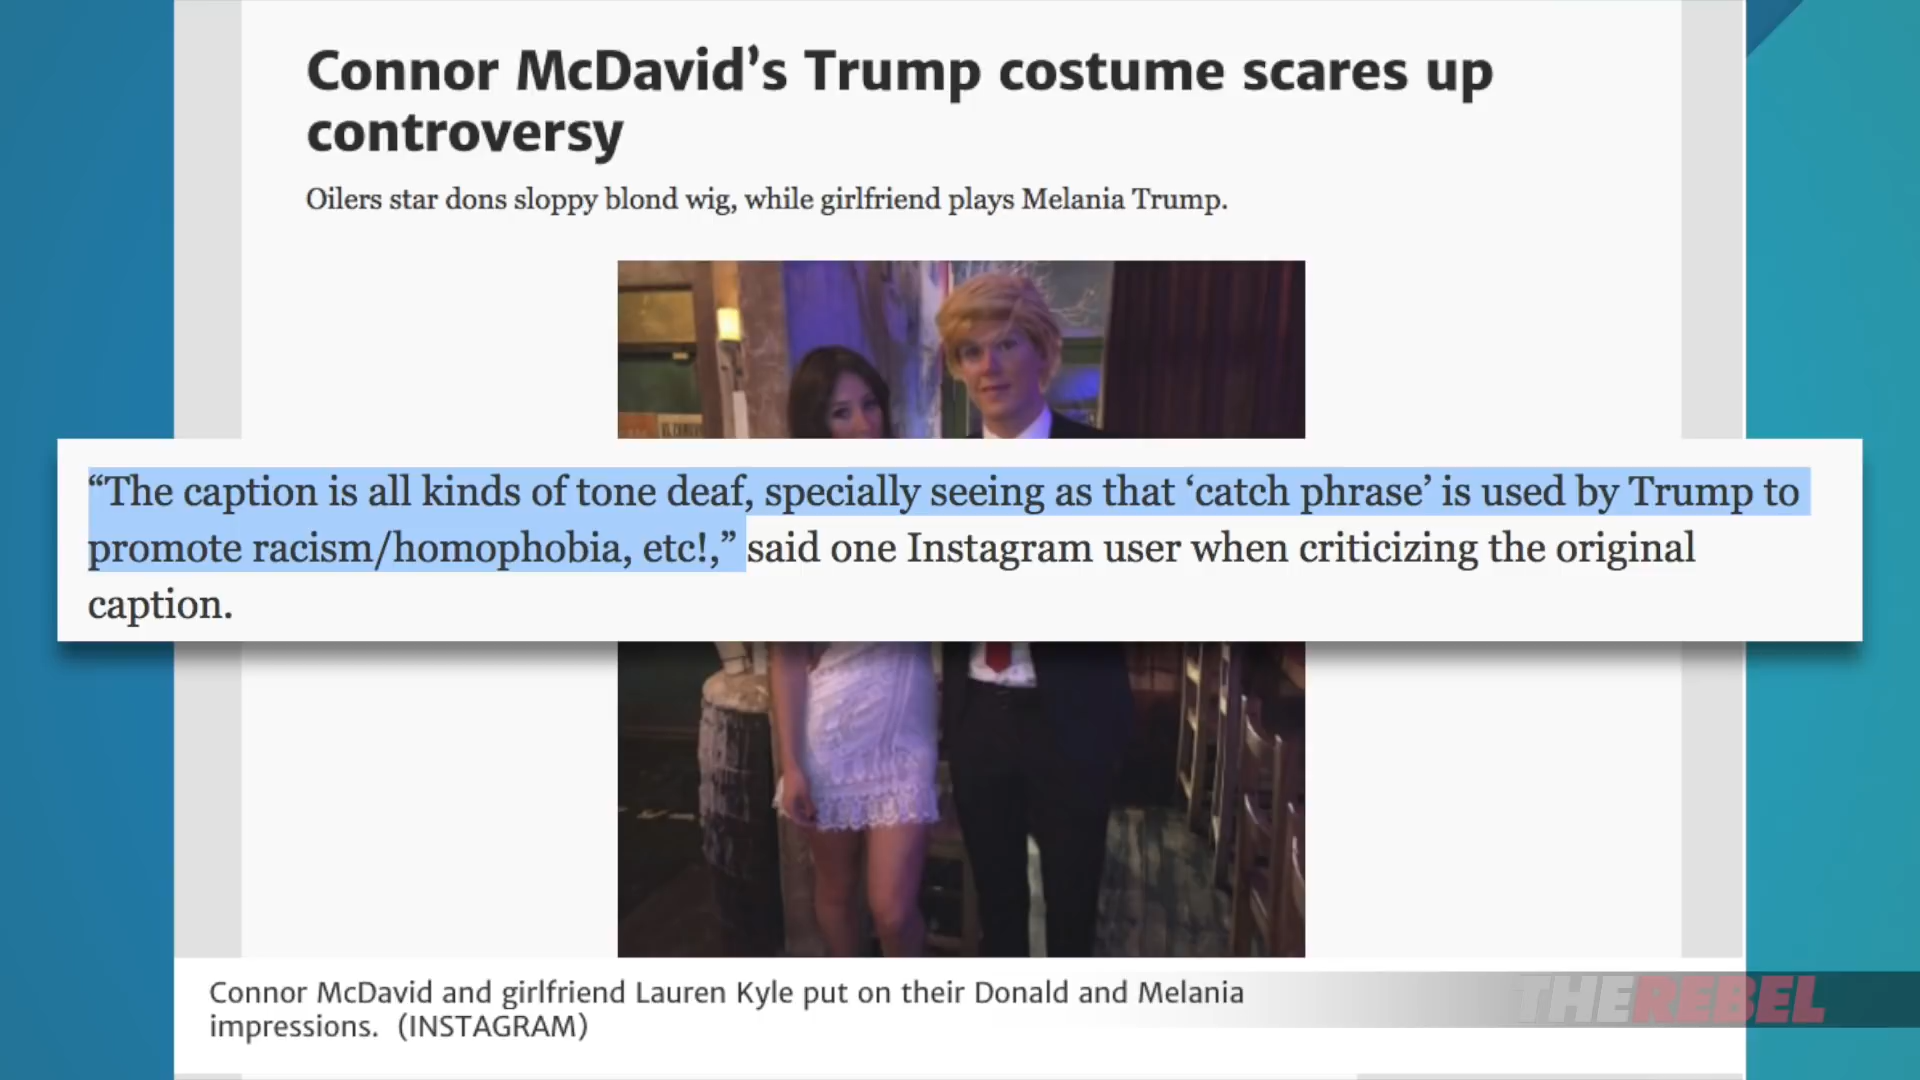 Connor McDavid’s Trump costume scares up
controversy
Oilers star dons sloppy blond wig, while girlfriend plays Melania Trump.
“The caption is all kinds of tone deaf, specially seeing as that ‘catch phrase’ is used by Trump to
promote racism/homophobia, etc!,” said one Instagram user when criticizing the original
caption.
Connor McDavid and girlfriend Lauren Kyle put on their Donald and Melania
impressions. (INSTAGRAM)
THEREBEL